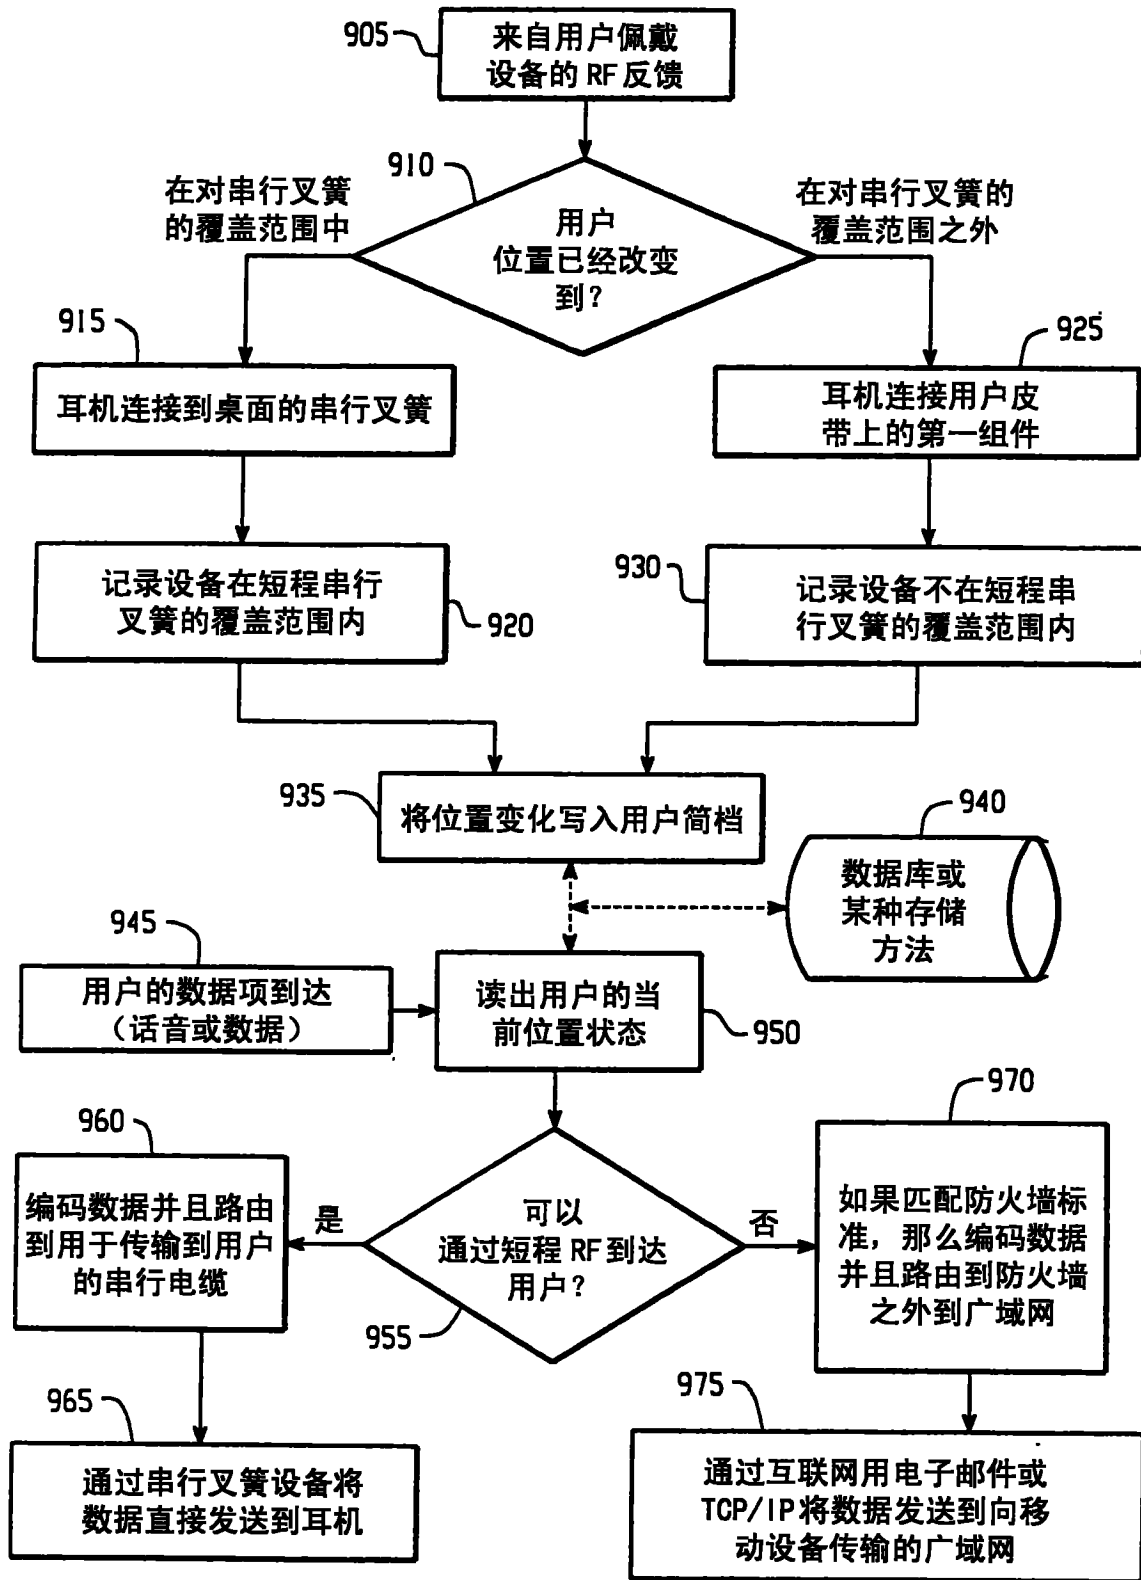 905
来自用户佩戴
设备的RF反馈
910
在对串行叉簧
的覆盖范围中
在对串行叉簧的
覆盖范围之外
用户
位置已经改变
到？
915
耳机连接到桌面的串行叉簧
925
耳机连接用户皮
带上的第一组件
记录设备在短程串行
叉簧的覆盖范围内
920
930
记录设备不在短程串
行叉簧的覆盖范围内
935
将位置变化写入用户简档
940
数据库或
某种存储
方法
945
用户的数据项到达
（话音或数据）
读出用户的当
前位置状态
950
960
编码数据并且路由
到用于传输到用户
的串行电缆
是
可以
通过短程RF到达
用户？
955
否
970
如果匹配防火墙标
准，那么编码数据
并且路由到防火墙
之外到广域网
965
通过串行叉簧设备将
数据直接发送到耳机
975
通过互联网用电子邮件或
TCP/IP将数据发送到向移
动设备传输的广域网